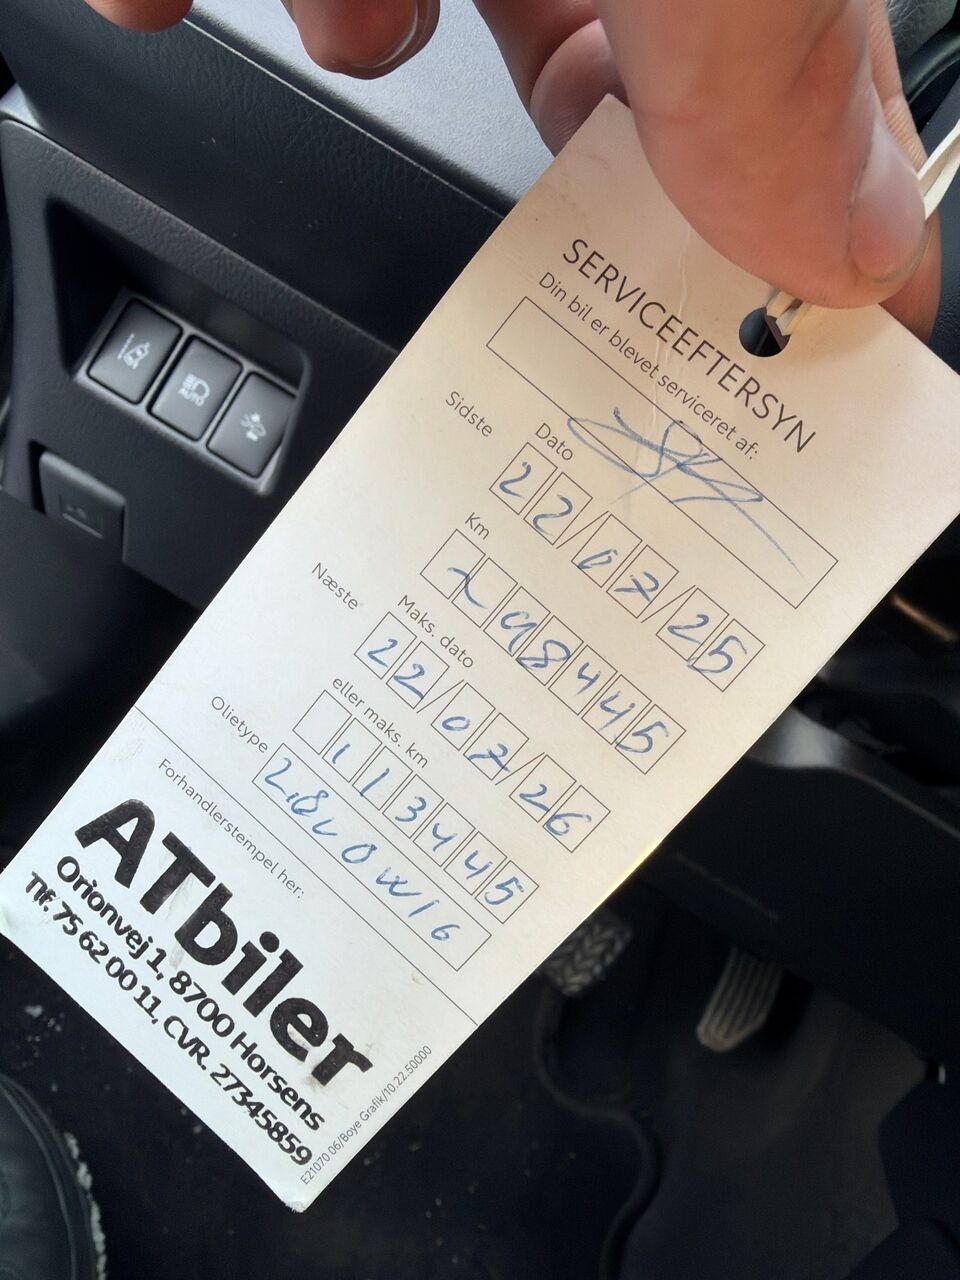 SERVICEEFTERSYN
Din bil er blevet serviceret af:
Sidste
Dato
22/07/25
Km
98445
Næste
Maks. dato
22/07/26
eller maks. km
113445
Olietype
2,8L 0W16
Forhandlerstempel her:
ATbiler
Orionvej 1, 8700 Horsens
Tlf. 75 62 00 11, CVR. 27345859
E21070 06/Boye Grafik/10.22.50000
AUTO